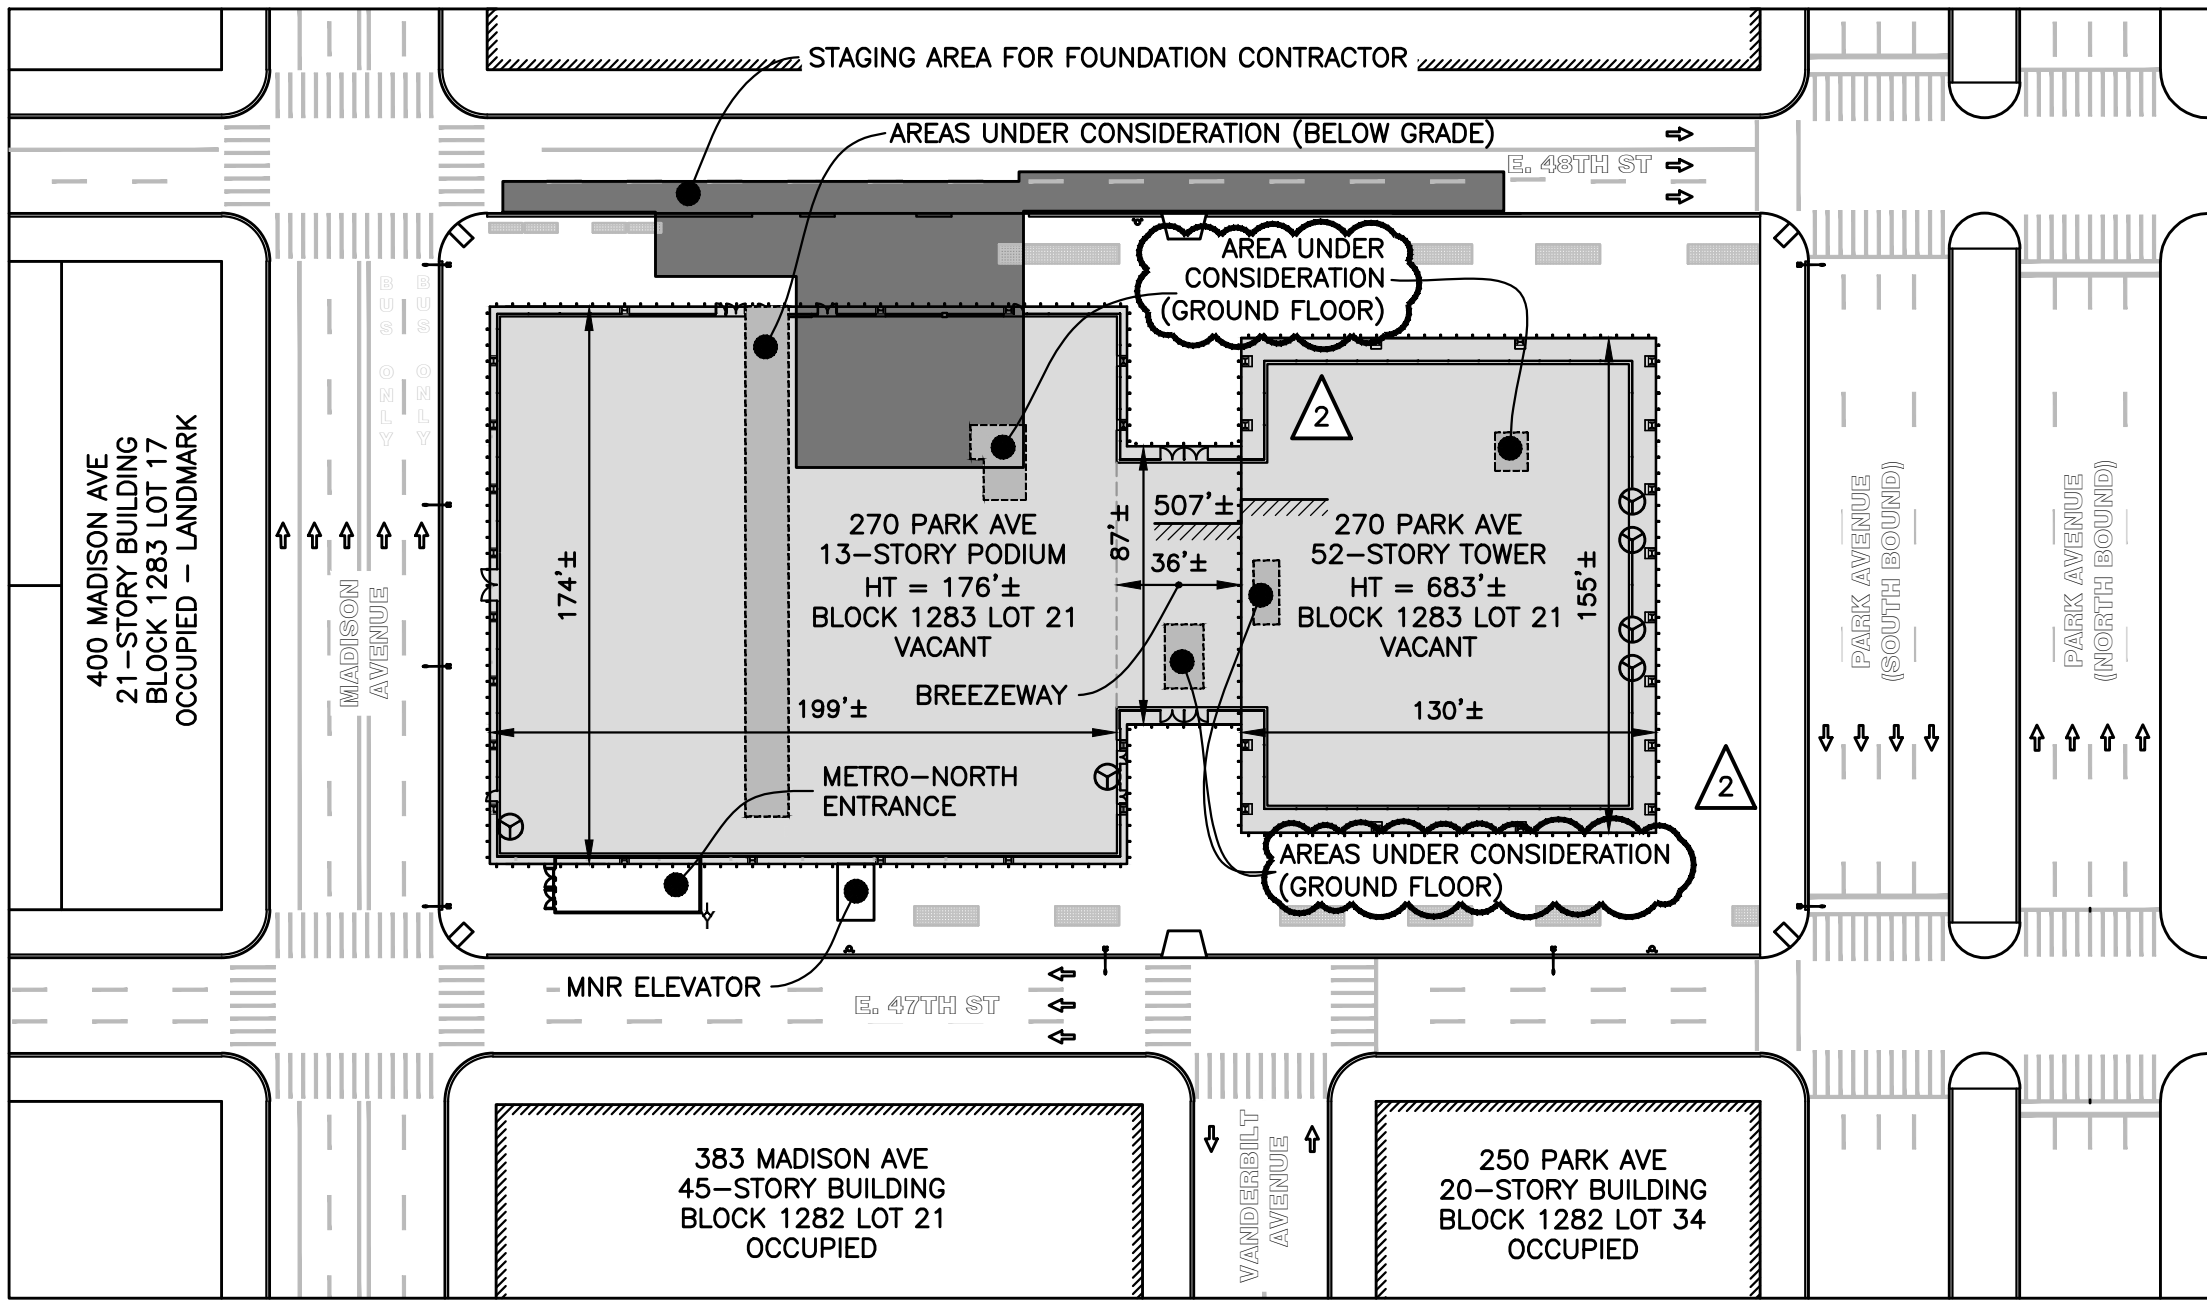 STAGING AREA FOR FOUNDATION CONTRACTOR
AREAS UNDER CONSIDERATION (BELOW GRADE)
E. 48TH ST
AREA UNDER
CONSIDERATION
(GROUND FLOOR)
BUS ONLY
BUS ONLY
2
400 MADISON AVE
21-STORY BUILDING
BLOCK 1283 LOT 17
OCCUPIED - LANDMARK
MADISON
AVENUE
174'±
270 PARK AVE
13-STORY PODIUM
HT = 176'±
BLOCK 1283 LOT 21
VACANT
87'±
507'±
36'±
270 PARK AVE
52-STORY TOWER
HT = 683'±
BLOCK 1283 LOT 21
VACANT
155'±
PARK AVENUE
(SOUTH BOUND)
PARK AVENUE
(NORTH BOUND)
BREEZEWAY
199'±
130'±
METRO-NORTH
ENTRANCE
2
AREAS UNDER CONSIDERATION
(GROUND FLOOR)
MNR ELEVATOR
E. 47TH ST
383 MADISON AVE
45-STORY BUILDING
BLOCK 1282 LOT 21
OCCUPIED
VANDERBILT
AVENUE
250 PARK AVE
20-STORY BUILDING
BLOCK 1282 LOT 34
OCCUPIED